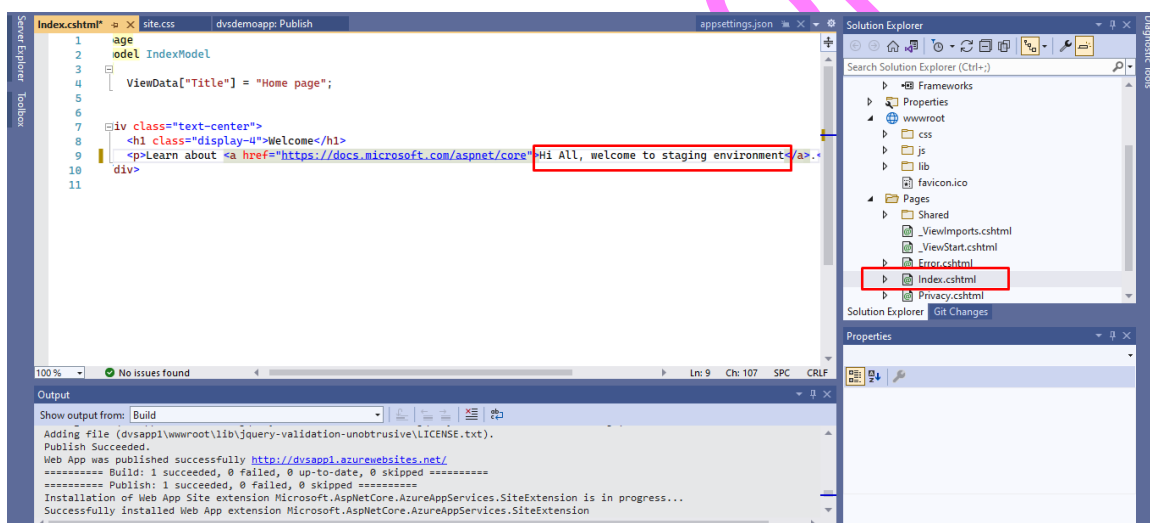 Server Explorer
Toolbox
Index.cshtml*
site.css
dvsdemoapp: Publish
appsettings.json
1 age
2 odel IndexModel
3
4 ViewData["Title"] = "Home page";
5
6
7 iv class="text-center">
8 <h1 class="display-4">Welcome</h1>
9 <p>Learn about <a href="https://docs.microsoft.com/aspnet/core">Hi All, welcome to staging environment</a>.<
10 div>
11
100 %
No issues found
Ln: 9 Ch: 107 SPC CRLF
Output
Show output from: Build
Adding file (dvsapp1\wwwroot\lib\jquery-validation-unobtrusive\LICENSE.txt).
Publish Succeeded.
Web App was published successfully http://dvsapp1.azurewebsites.net/
========== Build: 1 succeeded, 0 failed, 0 up-to-date, 0 skipped ==========
========== Publish: 1 succeeded, 0 failed, 0 skipped ==========
Installation of Web App Site extension Microsoft.AspNetCore.AzureAppServices.SiteExtension is in progress...
Successfully installed Web App extension Microsoft.AspNetCore.AzureAppServices.SiteExtension
Solution Explorer
Search Solution Explorer (Ctrl+;)
Frameworks
Properties
wwwroot
css
js
lib
favicon.ico
Pages
Shared
_ViewImports.cshtml
_ViewStart.cshtml
Error.cshtml
Index.cshtml
Privacy.cshtml
Solution Explorer Git Changes
Properties
Diagnostic Tools